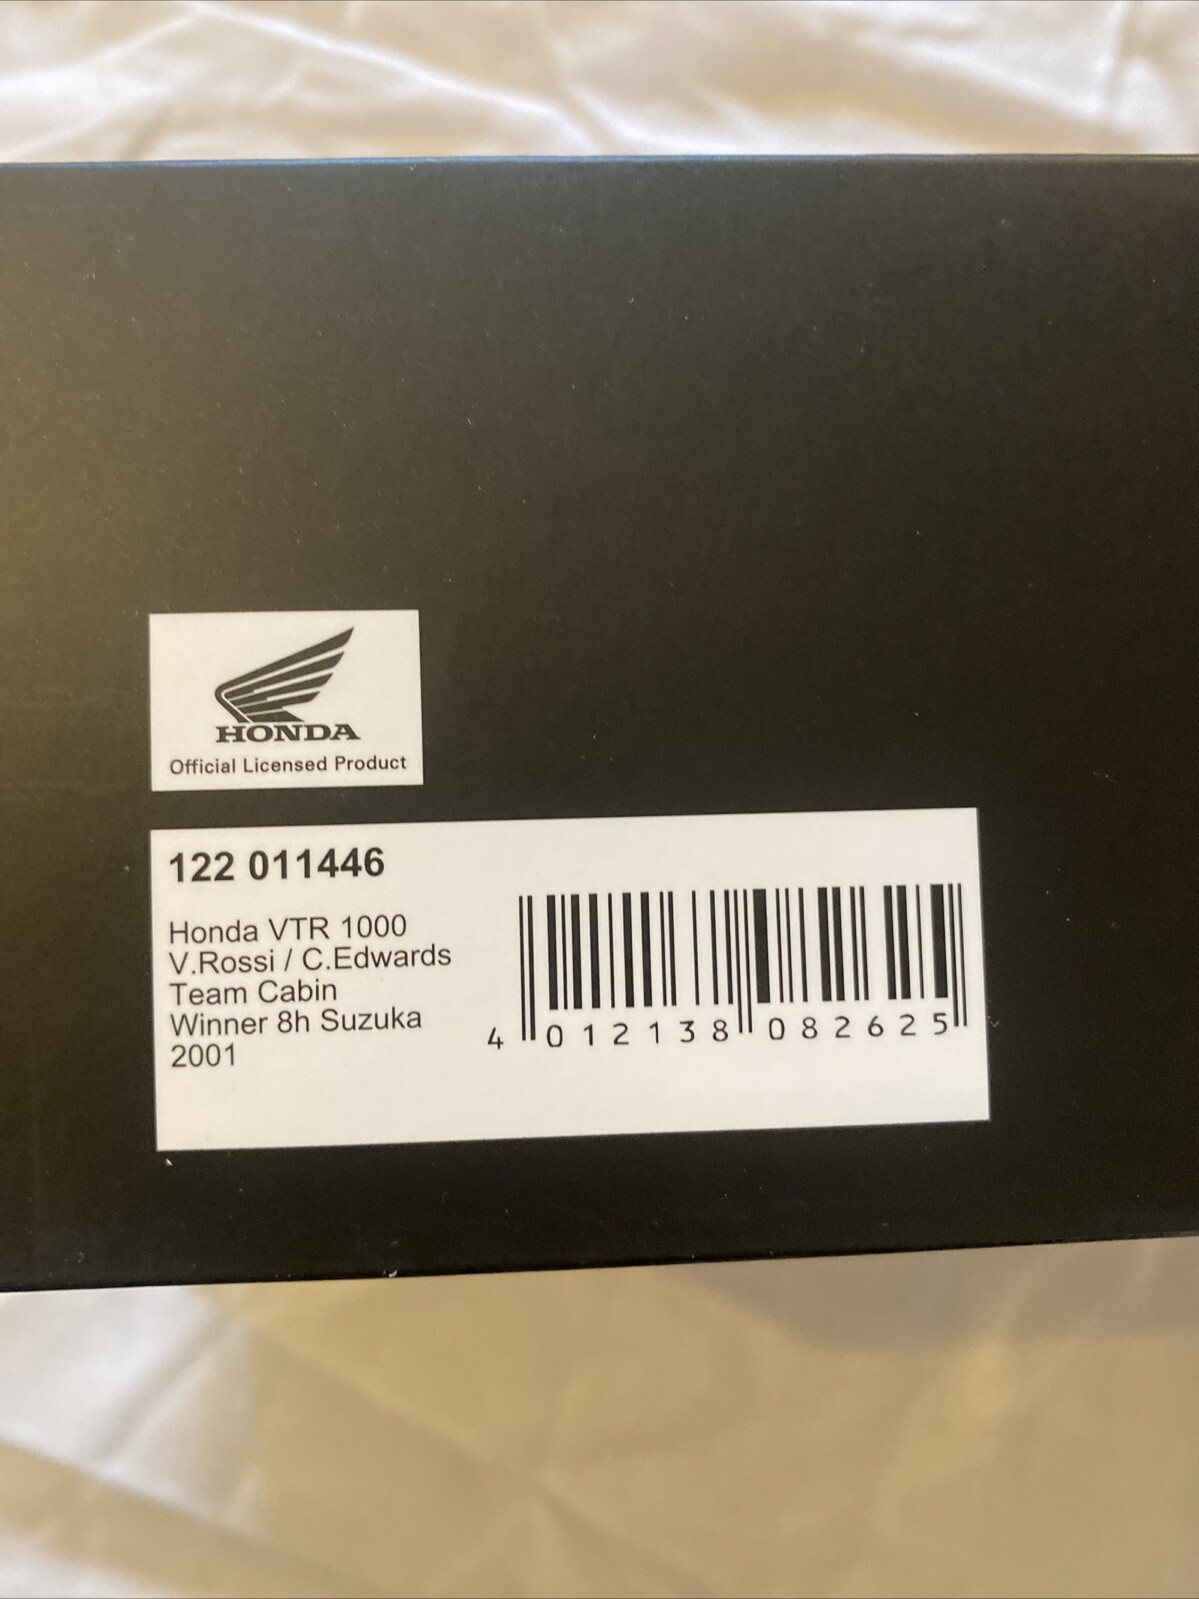 HONDA
Official Licensed Product
122 011446
Honda VTR 1000
V.Rossi / C.Edwards
Team Cabin
Winner 8h Suzuka
2001
4 012138 082625